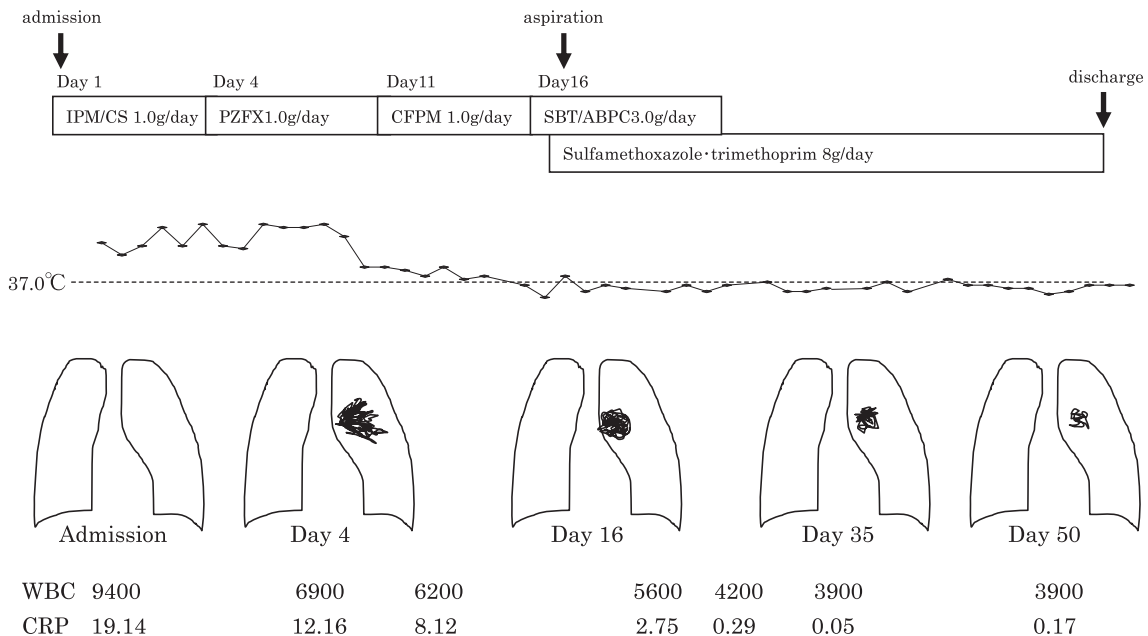 admission
aspiration
discharge
Day 1
Day 4
Day11
Day16
IPM/CS 1.0g/day
PZFX1.0g/day
CFPM 1.0g/day
SBT/ABPC3.0g/day
Sulfamethoxazole・trimethoprim 8g/day
37.0℃
Admission
Day 4
Day 16
Day 35
Day 50
WBC 9400 6900 6200 5600 4200 3900 3900
CRP 19.14 12.16 8.12 2.75 0.29 0.05 0.17